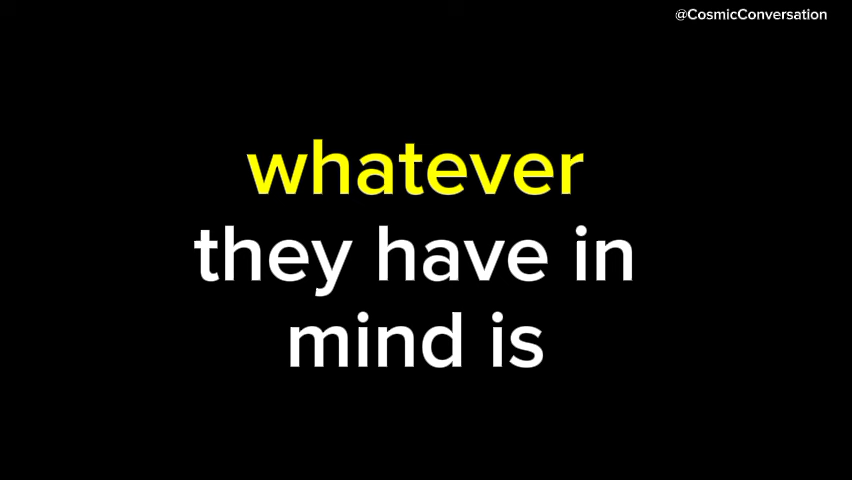 @CosmicConversation
whatever
they have in
mind is